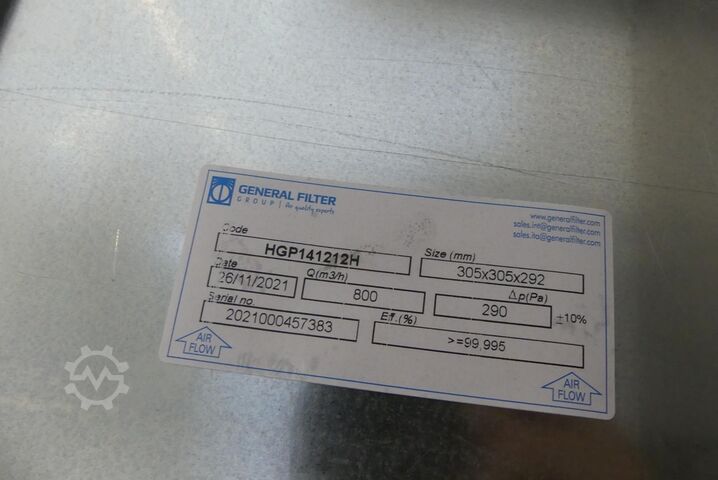 GENERAL FILTER
GROUP | Air quality experts
www.generalfilter.com
sales.int@generalfilter.com
sales.ita@generalfilter.com
Code
HGP141212H
Size (mm)
305x305x292
Date
26/11/2021
Q(m3/h)
800
Δp(Pa)
290
±10%
Serial no.
2021000457383
Eff.(%)
>=99,995
AIR
FLOW
AIR
FLOW